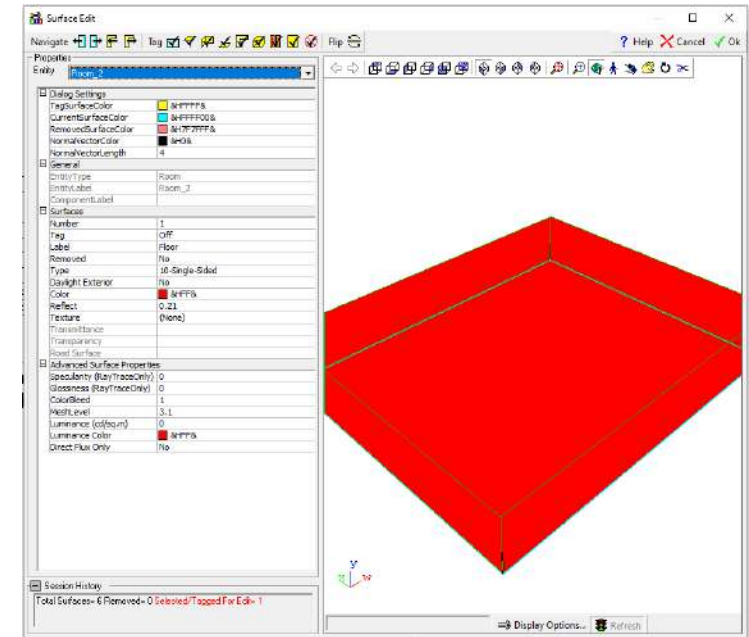 Surface Edit
Navigate Tag Flip ? Help Cancel Ok
Properties
Entity Room_2
Dialog Settings
TagSurfaceColor &HFFFF&
CurrentSurfaceColor &HFFFF00&
RemovedSurfaceColor &H7F7FFF&
NormalVectorColor &H0&
NormalVectorLength 4
General
EntityType Room
EntityLabel Room_2
ComponentLabel
Surfaces
Number 1
Tag Off
Label Floor
Removed No
Type 10-Single-Sided
Daylight Exterior No
Color &HFF&
Reflect 0.21
Texture (None)
Transmittance
Transparency
Road Surface
Advanced Surface Properties
Specularity (RayTraceOnly) 0
Glossiness (RayTraceOnly) 0
ColorBleed 1
MeshLevel 3.1
Luminance (cd/sq.m) 0
Luminance Color &HFF&
Direct Flux Only No
y
Session History
Total Surfaces= 6 Removed= 0 Selected/Tagged For Edit= 1
Display Options... Refresh